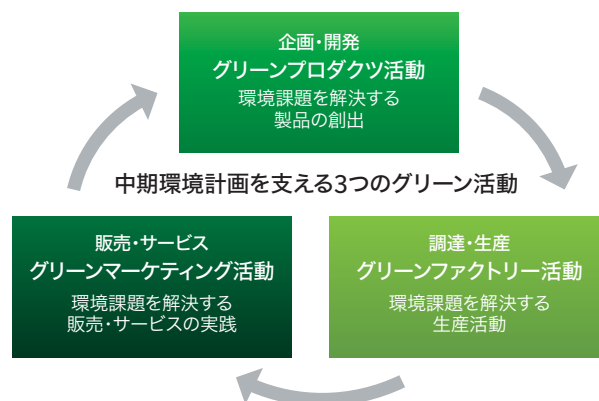 企画・開発
グリーンプロダクツ活動
環境課題を解決する
製品の創出
中期環境計画を支える3つのグリーン活動
販売・サービス
グリーンマーケティング活動
環境課題を解決する
販売・サービスの実践
調達・生産
グリーンファクトリー活動
環境課題を解決する
生産活動